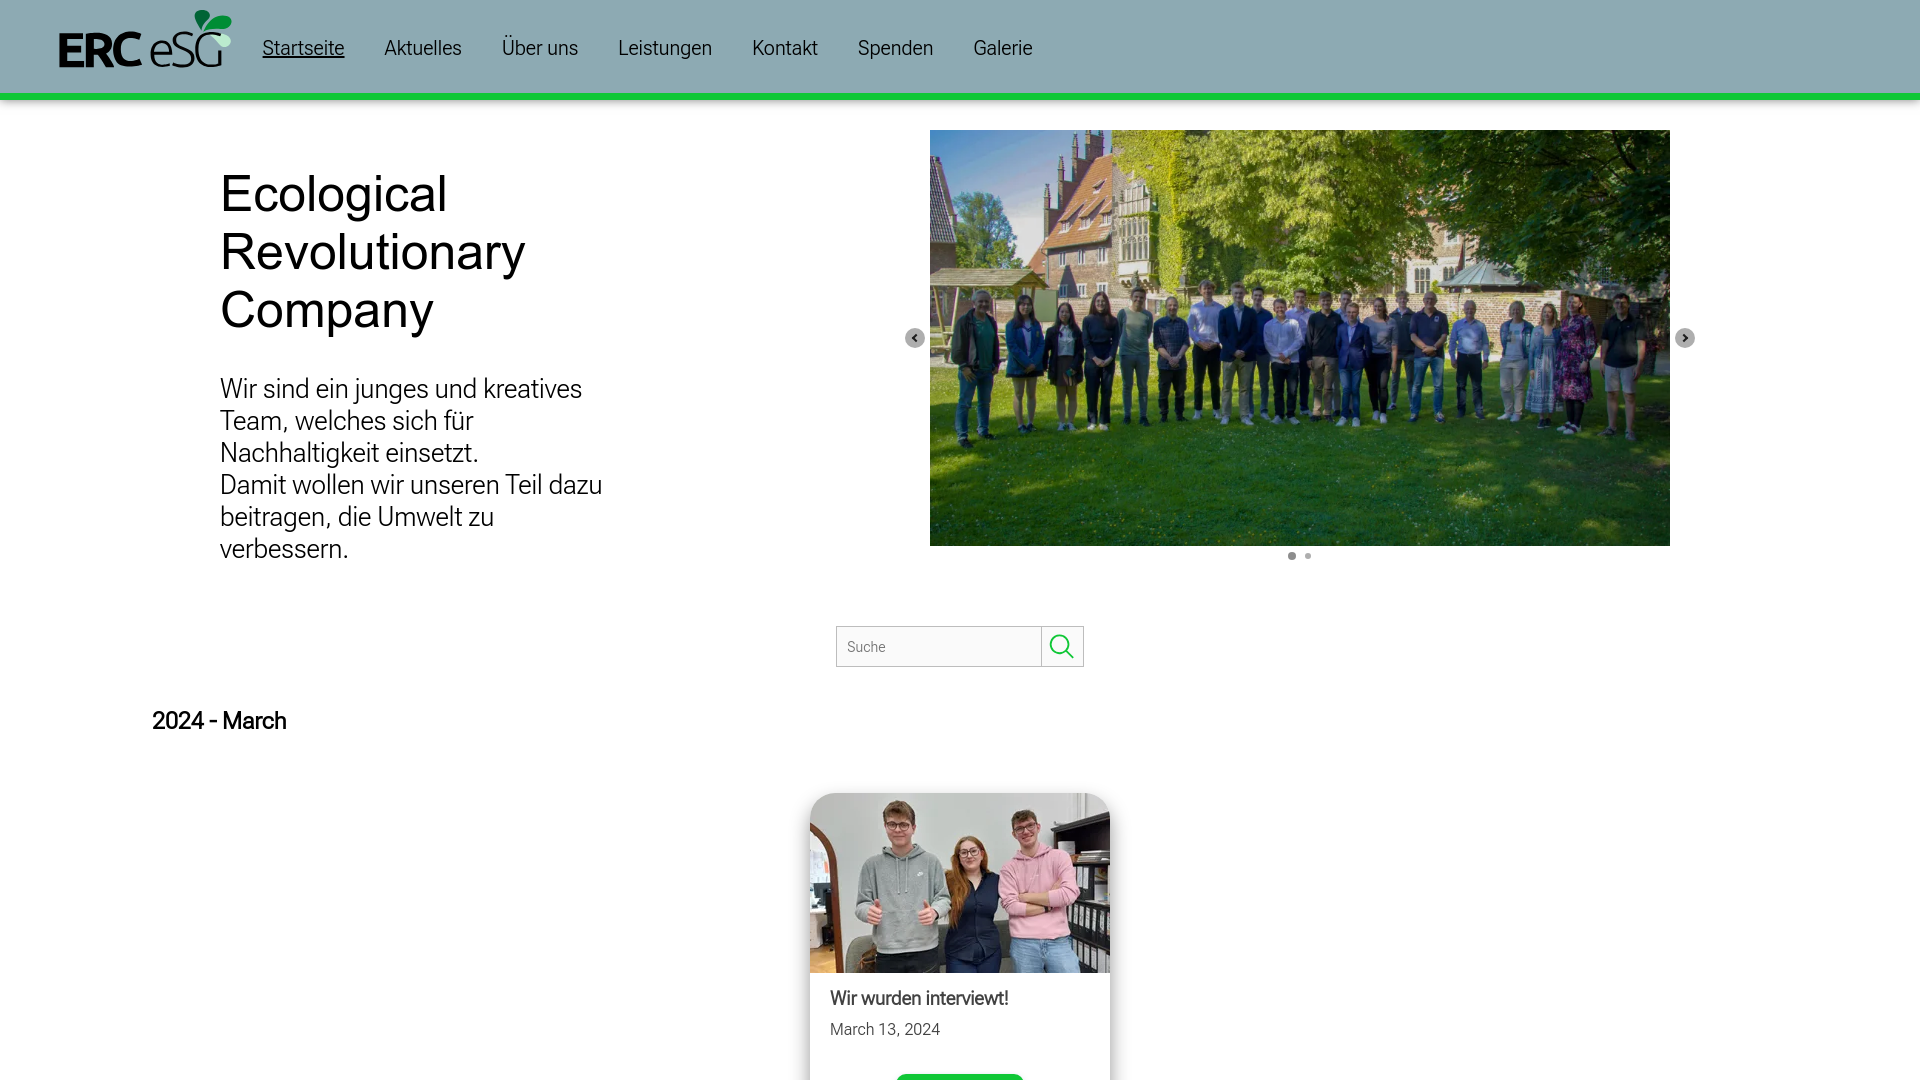 ERC eSG
Startseite
Aktuelles
Über uns
Leistungen
Kontakt
Spenden
Galerie
Ecological
Revolutionary
Company
Wir sind ein junges und kreatives
Team, welches sich für
Nachhaltigkeit einsetzt.
Damit wollen wir unseren Teil dazu
beitragen, die Umwelt zu
verbessern.
Suche
2024 - March
Wir wurden interviewt!
March 13, 2024